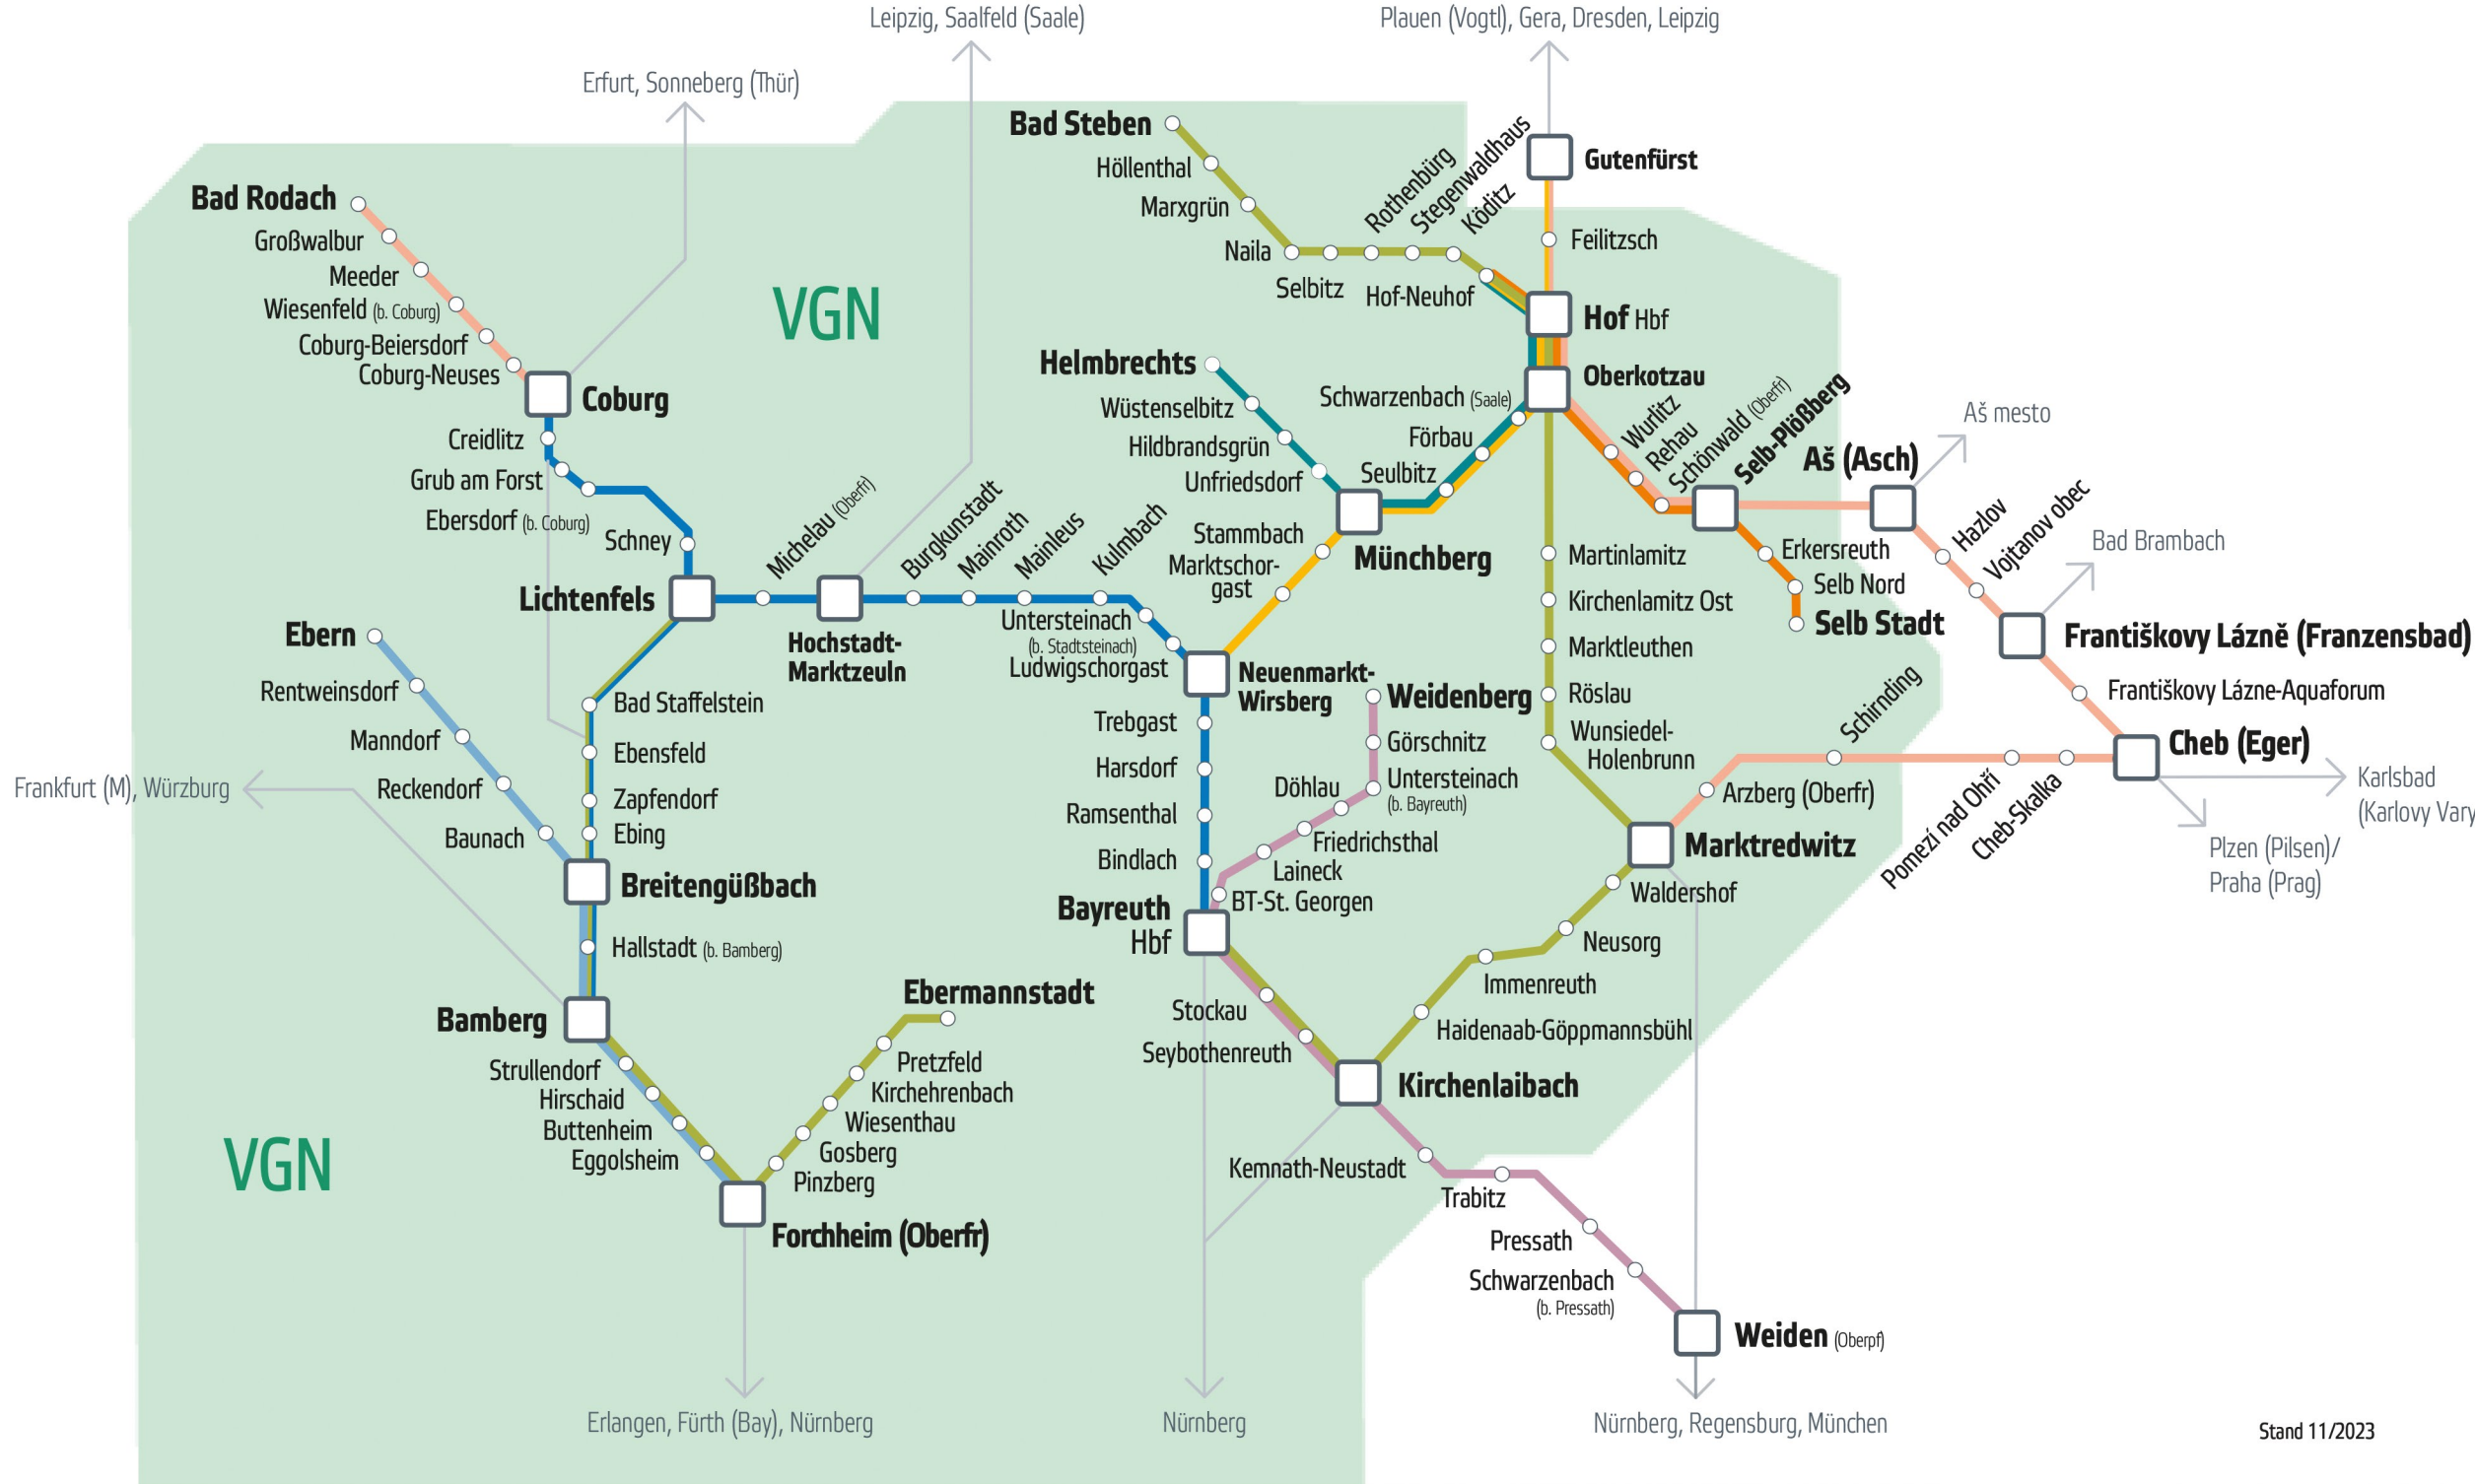 Leipzig, Saalfeld (Saale)
Plauen (Vogtl), Gera, Dresden, Leipzig
Erfurt, Sonneberg (Thür)
Bad Steben
Höllenthal
Marxgrün
Naila
Selbitz
Rothenbürg
Stegenwaldhaus
Köditz
Hof-Neuhof
Gutenfürst
Feilitzsch
Hof Hbf
Oberkotzau
Bad Rodach
Großwalbur
Meeder
Wiesenfeld (b. Coburg)
Coburg-Beiersdorf
Coburg-Neuses
Coburg
VGN
Creidlitz
Grub am Forst
Ebersdorf (b. Coburg)
Schney
Lichtenfels
Michelau (Oberfr)
Hochstadt-
Marktzeuln
Burgkunstadt
Mainroth
Mainleus
Kulmbach
Untersteinach
(b. Stadtsteinach)
Ludwigschorgast
Neuenmarkt-
Wirsberg
Helmbrechts
Wüstenselbitz
Hildbrandsgrün
Unfriedsdorf
Schwarzenbach (Saale)
Förbau
Seulbitz
Münchberg
Stammbach
Marktschor-
gast
Wurlitz
Rehau
Schönwald (Oberfr)
Selb-Plößberg
Erkersreuth
Selb Nord
Selb Stadt
Aš (Asch)
Aš mesto
Hazlov
Vojtanov obec
Bad Brambach
Františkovy Lázně (Franzensbad)
Františkovy Lázne-Aquaforum
Cheb (Eger)
Karlsbad
(Karlovy Vary
Plzen (Pilsen)/
Praha (Prag)
Martinlamitz
Kirchenlamitz Ost
Marktleuthen
Röslau
Wunsiedel-
Holenbrunn
Schirnding
Arzberg (Oberfr)
Pomezí nad Ohří
Cheb-Skalka
Marktredwitz
Ebern
Rentweinsdorf
Manndorf
Reckendorf
Baunach
Frankfurt (M), Würzburg
Bad Staffelstein
Ebensfeld
Zapfendorf
Ebing
Breitengüßbach
Hallstadt (b. Bamberg)
Bamberg
Trebgast
Harsdorf
Ramsenthal
Bindlach
Bayreuth
Hbf
Weidenberg
Görschnitz
Untersteinach
(b. Bayreuth)
Döhlau
Friedrichsthal
Laineck
BT-St. Georgen
Waldershof
Neusorg
Immenreuth
Haidenaab-Göppmannsbühl
Stockau
Seybothenreuth
Kirchenlaibach
Ebermannstadt
Pretzfeld
Kirchehrenbach
Wiesenthau
Gosberg
Pinzberg
Strullendorf
Hirschaid
Buttenheim
Eggolsheim
Forchheim (Oberfr)
VGN
Kemnath-Neustadt
Trabitz
Pressath
Schwarzenbach
(b. Pressath)
Weiden (Oberpf)
Erlangen, Fürth (Bay), Nürnberg
Nürnberg
Nürnberg, Regensburg, München
Stand 11/2023